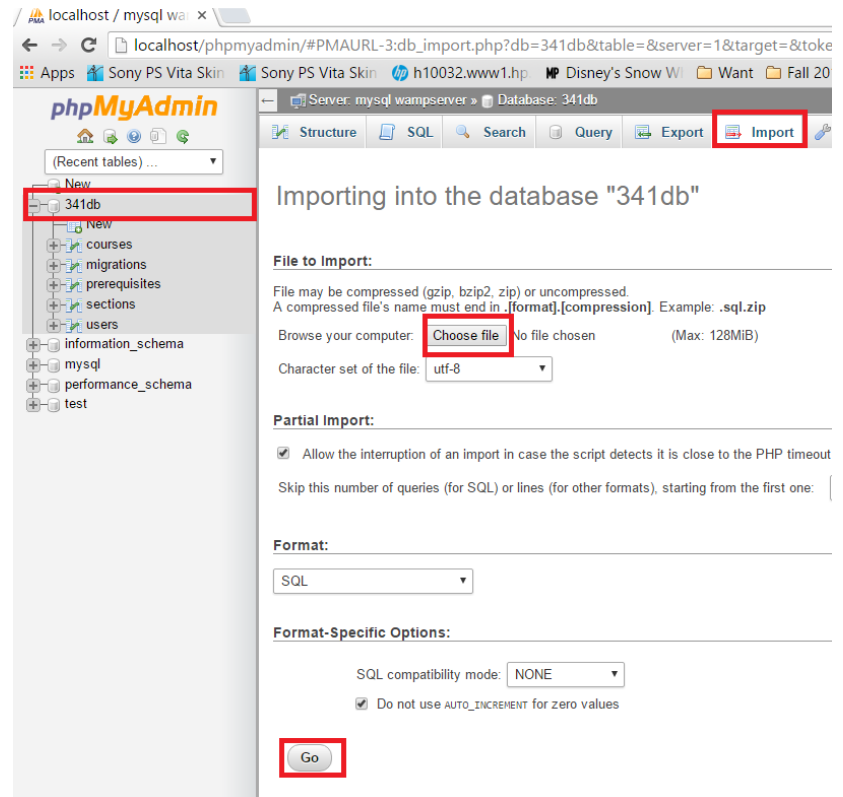 localhost / mysql wa
localhost/phpmyadmin/#PMAURL-3:db_import.php?db=341db&table=&server=1&target=&toke
Apps Sony PS Vita Skin Sony PS Vita Skin h10032.www1.hp. Disney's Snow W Want Fall 20
phpMyAdmin
(Recent tables) ...
New
341db
New
courses
migrations
prerequisites
sections
users
information_schema
mysql
performance_schema
test
Server: mysql wampserver » Database: 341db
Structure SQL Search Query Export Import
Importing into the database "341db"
File to Import:
File may be compressed (gzip, bzip2, zip) or uncompressed.
A compressed file's name must end in .[format].[compression]. Example: .sql.zip
Browse your computer: Choose file No file chosen (Max: 128MiB)
Character set of the file: utf-8
Partial Import:
Allow the interruption of an import in case the script detects it is close to the PHP timeout
Skip this number of queries (for SQL) or lines (for other formats), starting from the first one:
Format:
SQL
Format-Specific Options:
SQL compatibility mode: NONE
Do not use AUTO_INCREMENT for zero values
Go